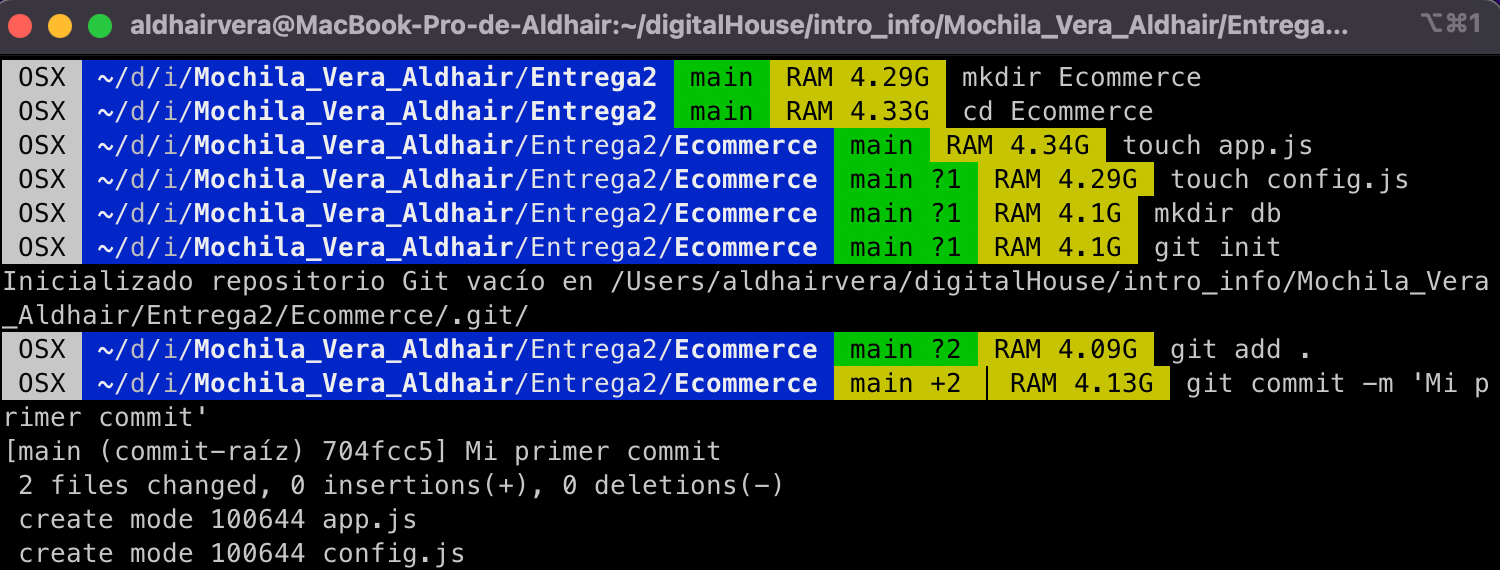 aldhairvera@MacBook-Pro-de-Aldhair:~/digitalHouse/intro_info/Mochila_Vera_Aldhair/Entrega... ⌥⌘1
OSX ~/d/i/Mochila_Vera_Aldhair/Entrega2 main RAM 4.29G mkdir Ecommerce
OSX ~/d/i/Mochila_Vera_Aldhair/Entrega2 main RAM 4.33G cd Ecommerce
OSX ~/d/i/Mochila_Vera_Aldhair/Entrega2/Ecommerce main RAM 4.34G touch app.js
OSX ~/d/i/Mochila_Vera_Aldhair/Entrega2/Ecommerce main ?1 RAM 4.29G touch config.js
OSX ~/d/i/Mochila_Vera_Aldhair/Entrega2/Ecommerce main ?1 RAM 4.1G mkdir db
OSX ~/d/i/Mochila_Vera_Aldhair/Entrega2/Ecommerce main ?1 RAM 4.1G git init
Inicializado repositorio Git vacío en /Users/aldhairvera/digitalHouse/intro_info/Mochila_Vera
_Aldhair/Entrega2/Ecommerce/.git/
OSX ~/d/i/Mochila_Vera_Aldhair/Entrega2/Ecommerce main ?2 RAM 4.09G git add .
OSX ~/d/i/Mochila_Vera_Aldhair/Entrega2/Ecommerce main +2 RAM 4.13G git commit -m 'Mi p
rimer commit'
[main (commit-raíz) 704fcc5] Mi primer commit
2 files changed, 0 insertions(+), 0 deletions(-)
create mode 100644 app.js
create mode 100644 config.js